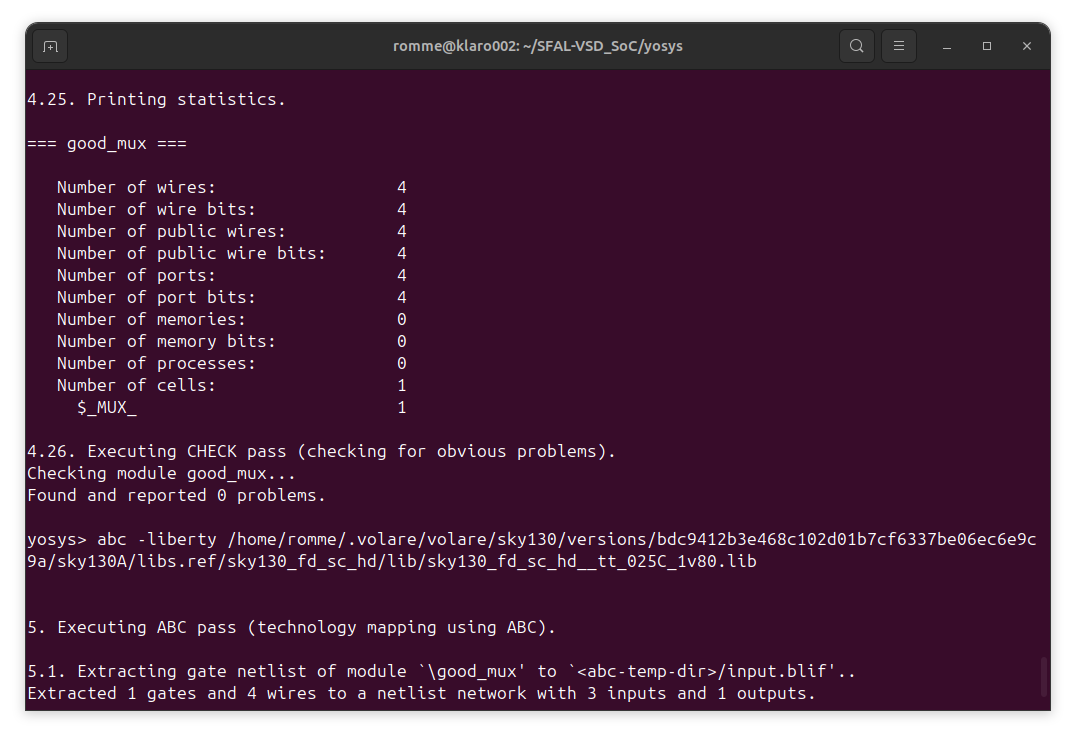 romme@klaro002: ~/SFAL-VSD_SoC/yosys
4.25. Printing statistics.
=== good_mux ===
Number of wires: 4
Number of wire bits: 4
Number of public wires: 4
Number of public wire bits: 4
Number of ports: 4
Number of port bits: 4
Number of memories: 0
Number of memory bits: 0
Number of processes: 0
Number of cells: 1
$_MUX_ 1
4.26. Executing CHECK pass (checking for obvious problems).
Checking module good_mux...
Found and reported 0 problems.
yosys> abc -liberty /home/romme/.volare/volare/sky130/versions/bdc9412b3e468c102d01b7cf6337be06ec6e9c
9a/sky130A/libs.ref/sky130_fd_sc_hd/lib/sky130_fd_sc_hd__tt_025C_1v80.lib
5. Executing ABC pass (technology mapping using ABC).
5.1. Extracting gate netlist of module `\good_mux' to `<abc-temp-dir>/input.blif'..
Extracted 1 gates and 4 wires to a netlist network with 3 inputs and 1 outputs.